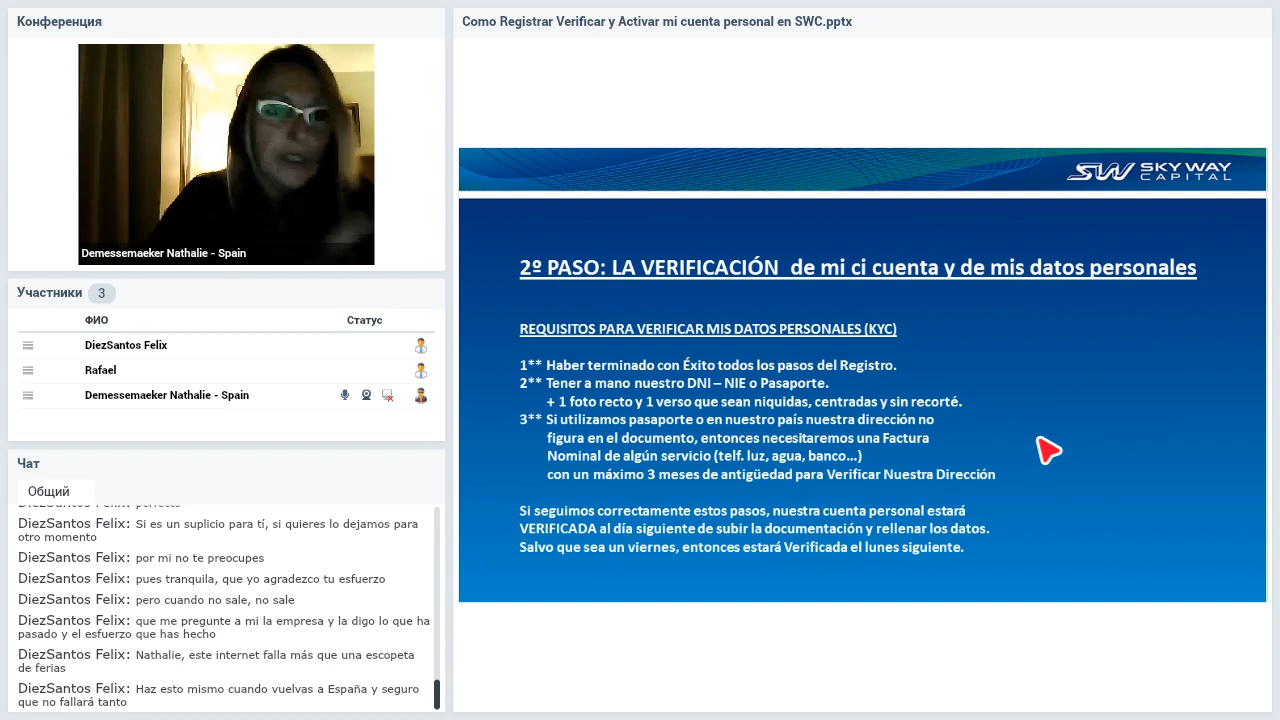 Конференция
Demessemaeker Nathalie - Spain
Участники 3
ФИО Статус
DiezSantos Felix
Rafael
Demessemaeker Nathalie - Spain
Чат
Общий
DiezSantos Felix: perfecto
DiezSantos Felix: Si es un suplicio para tí, si quieres lo dejamos para
otro momento
DiezSantos Felix: por mi no te preocupes
DiezSantos Felix: pues tranquila, que yo agradezco tu esfuerzo
DiezSantos Felix: pero cuando no sale, no sale
DiezSantos Felix: que me pregunte a mi la empresa y la digo lo que ha
pasado y el esfuerzo que has hecho
DiezSantos Felix: Nathalie, este internet falla más que una escopeta
de ferias
DiezSantos Felix: Haz esto mismo cuando vuelvas a España y seguro
que no fallará tanto
Como Registrar Verificar y Activar mi cuenta personal en SWC.pptx
SW SKY WAY
CAPITAL
2º PASO: LA VERIFICACIÓN de mi ci cuenta y de mis datos personales
REQUISITOS PARA VERIFICAR MIS DATOS PERSONALES (KYC)
1** Haber terminado con Éxito todos los pasos del Registro.
2** Tener a mano nuestro DNI – NIE o Pasaporte.
+ 1 foto recto y 1 verso que sean niquidas, centradas y sin recorté.
3** Si utilizamos pasaporte o en nuestro país nuestra dirección no
figura en el documento, entonces necesitaremos una Factura
Nominal de algún servicio (telf. luz, agua, banco...)
con un máximo 3 meses de antigüedad para Verificar Nuestra Dirección
Si seguimos correctamente estos pasos, nuestra cuenta personal estará
VERIFICADA al día siguiente de subir la documentación y rellenar los datos.
Salvo que sea un viernes, entonces estará Verificada el lunes siguiente.